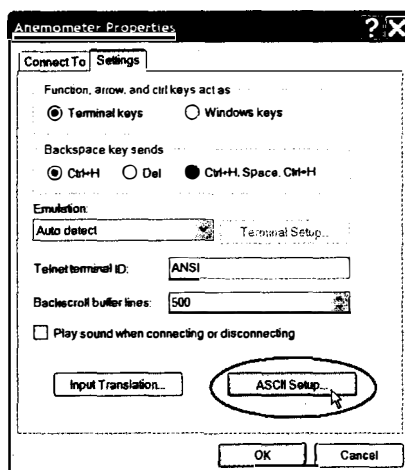 Anemometer Properties ? X
Connect To Settings
Function, arrow, and ctrl keys act as
Terminal keys Windows keys
Backspace key sends
Ctrl+H Del Ctrl+H, Space, Ctrl+H
Emulation:
Auto detect Terminal Setup...
Telnet terminal ID: ANSI
Backscroll buffer lines: 500
Play sound when connecting or disconnecting
Input Translation... ASCII Setup...
OK Cancel